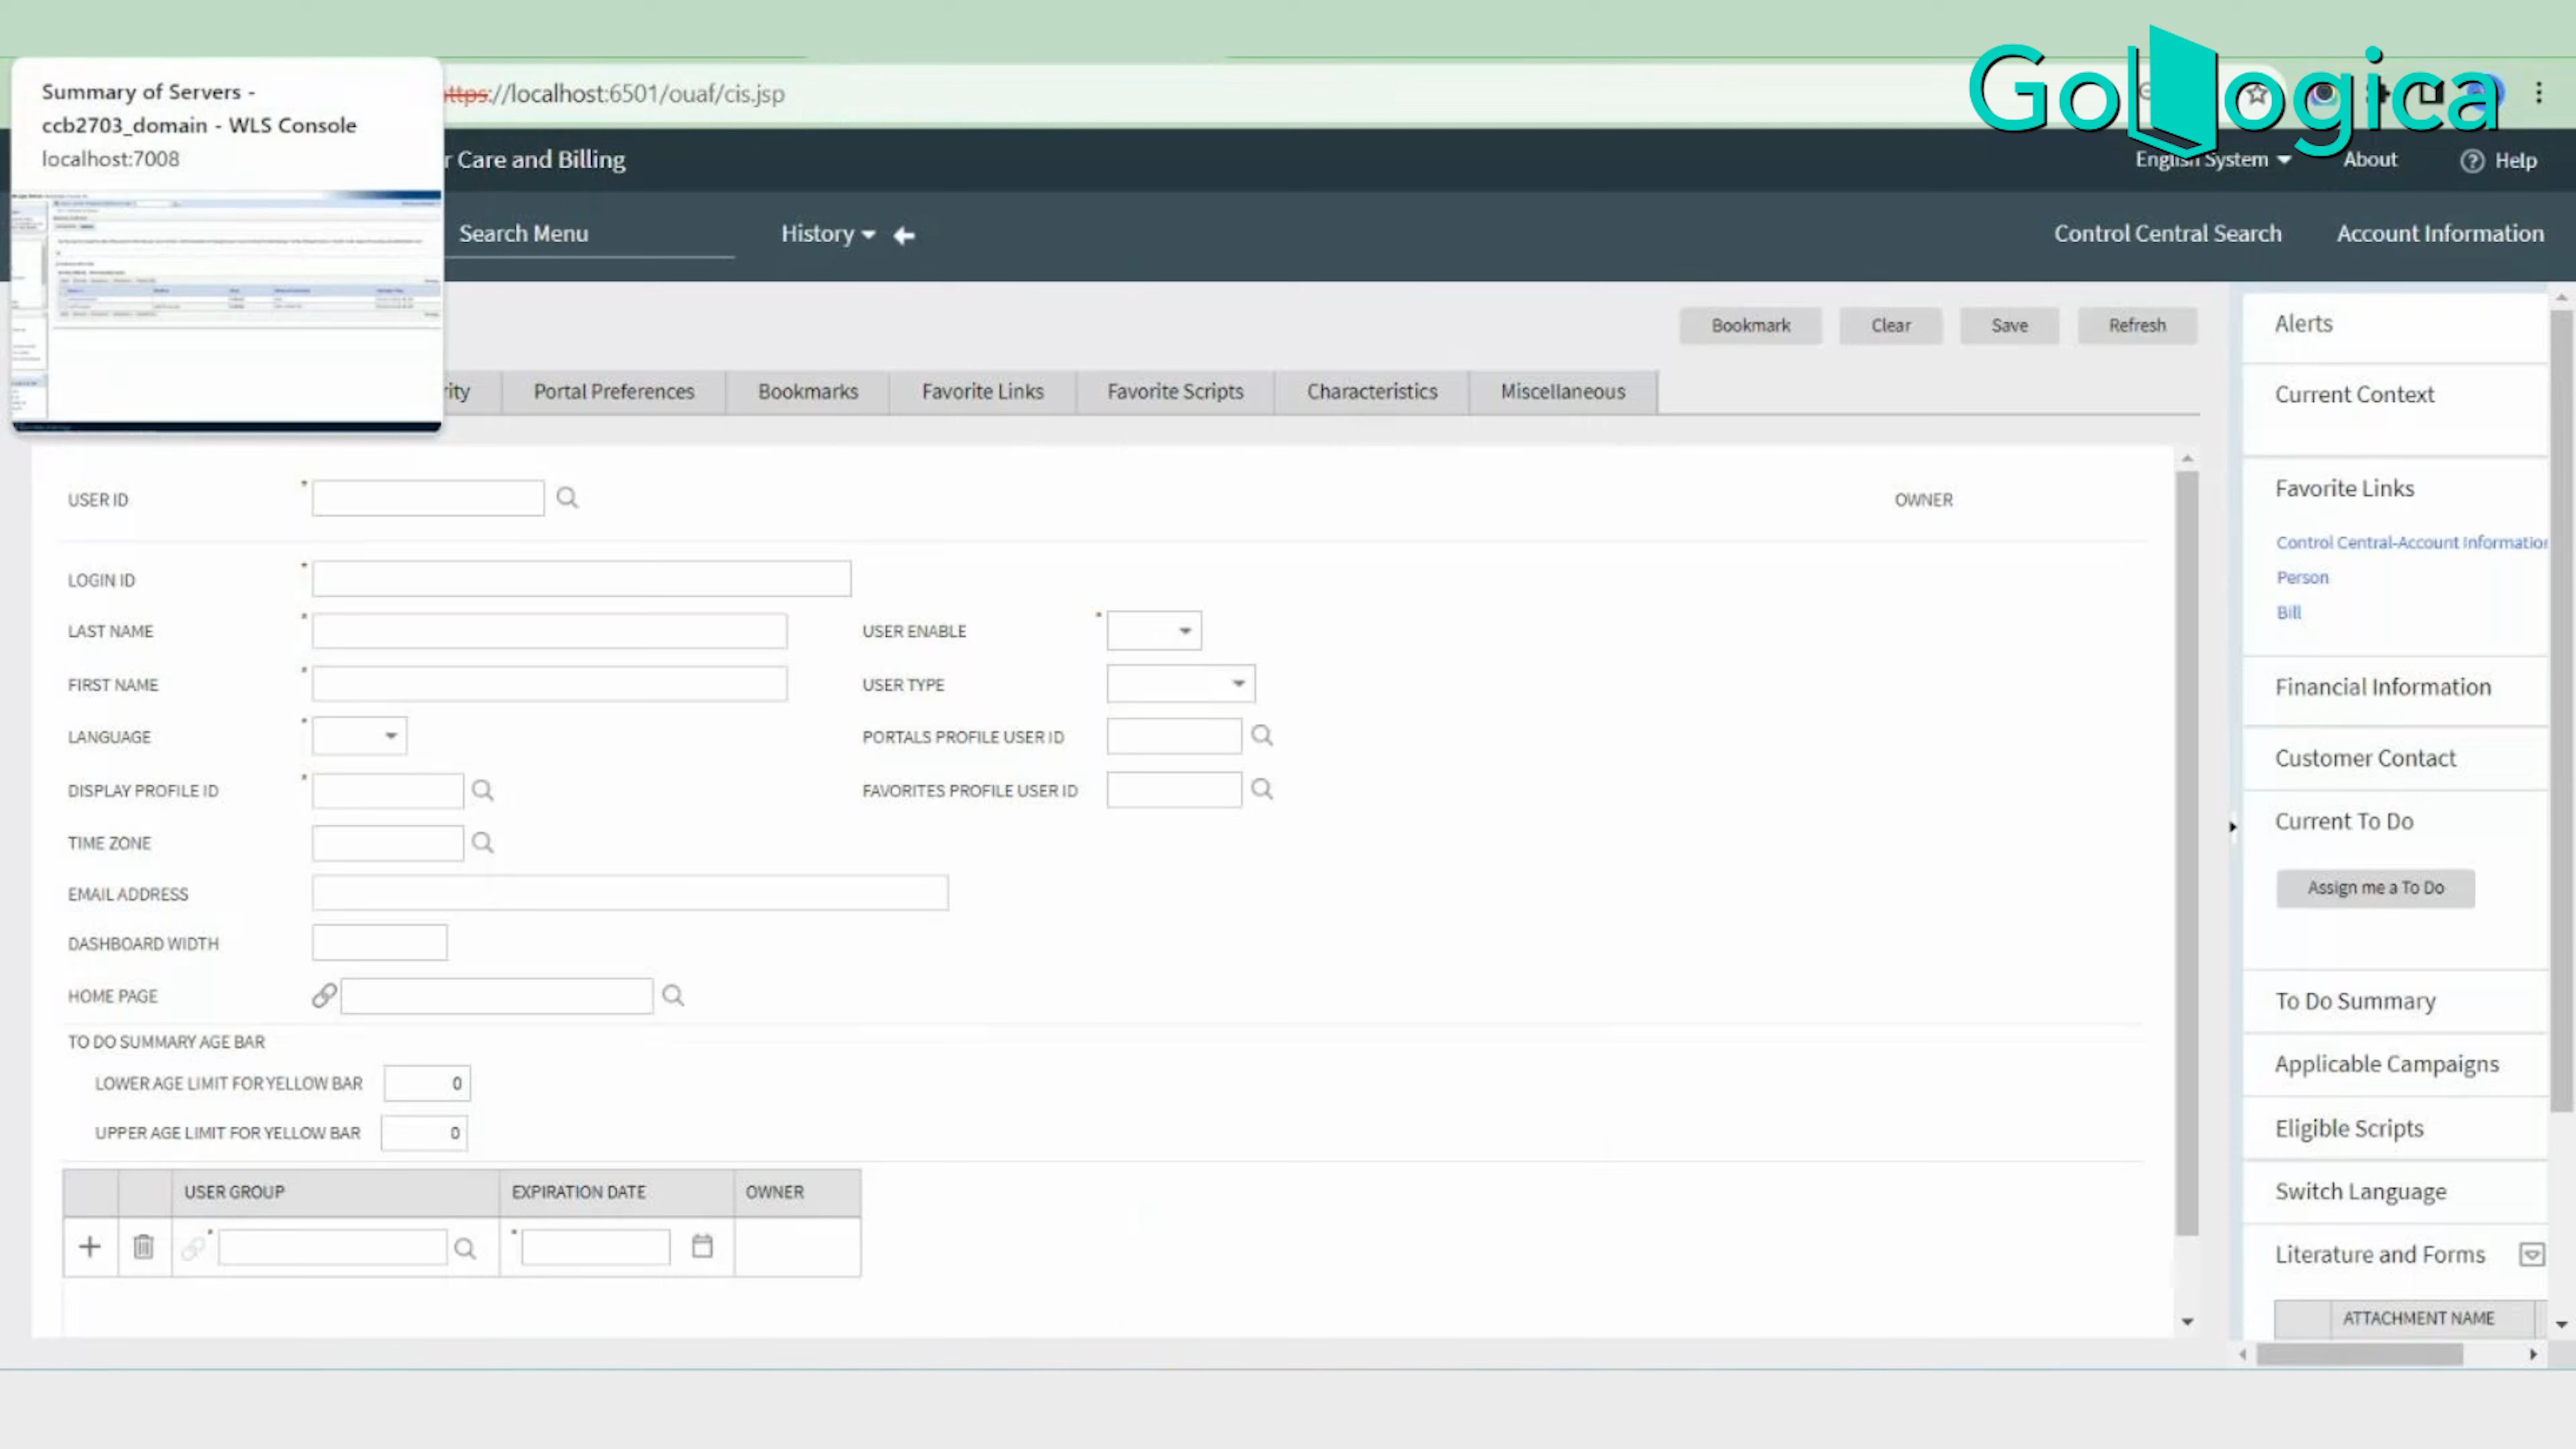 GoLogica
Summary of Servers -
ccb2703_domain - WLS Console
localhost:7008
https://localhost:6501/ouaf/cis.jsp
r Care and Billing
English System
About
Help
Search Menu
History
Control Central Search
Account Information
Bookmark
Clear
Save
Refresh
rity
Portal Preferences
Bookmarks
Favorite Links
Favorite Scripts
Characteristics
Miscellaneous
USER ID
OWNER
LOGIN ID
LAST NAME
USER ENABLE
FIRST NAME
USER TYPE
LANGUAGE
PORTALS PROFILE USER ID
DISPLAY PROFILE ID
FAVORITES PROFILE USER ID
TIME ZONE
EMAIL ADDRESS
DASHBOARD WIDTH
HOME PAGE
TO DO SUMMARY AGE BAR
LOWER AGE LIMIT FOR YELLOW BAR 0
UPPER AGE LIMIT FOR YELLOW BAR 0
USER GROUP EXPIRATION DATE OWNER
Alerts
Current Context
Favorite Links
Control Central-Account Information
Person
Bill
Financial Information
Customer Contact
Current To Do
Assign me a To Do
To Do Summary
Applicable Campaigns
Eligible Scripts
Switch Language
Literature and Forms
ATTACHMENT NAME